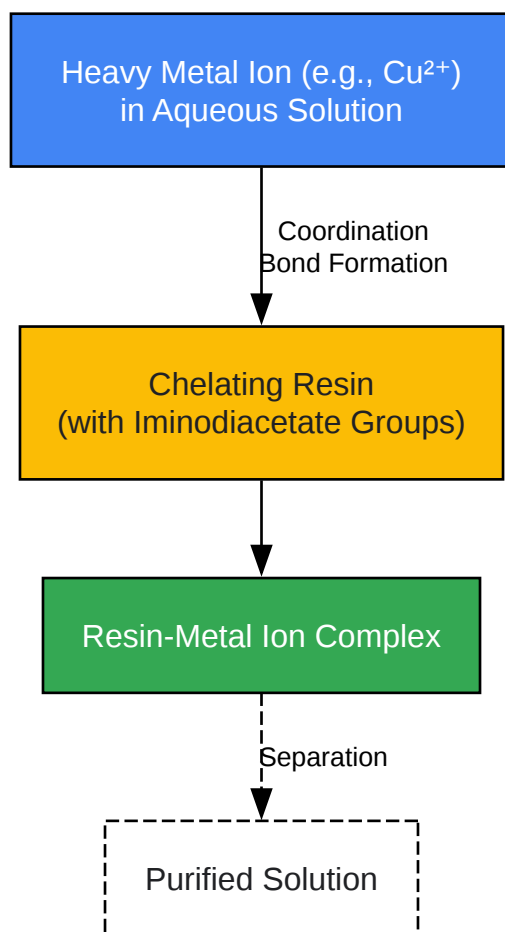 Heavy Metal Ion (e.g., Cu²⁺)
in Aqueous Solution
Coordination
Bond Formation
Chelating Resin
(with Iminodiacetate Groups)
Resin-Metal Ion Complex
Separation
Purified Solution